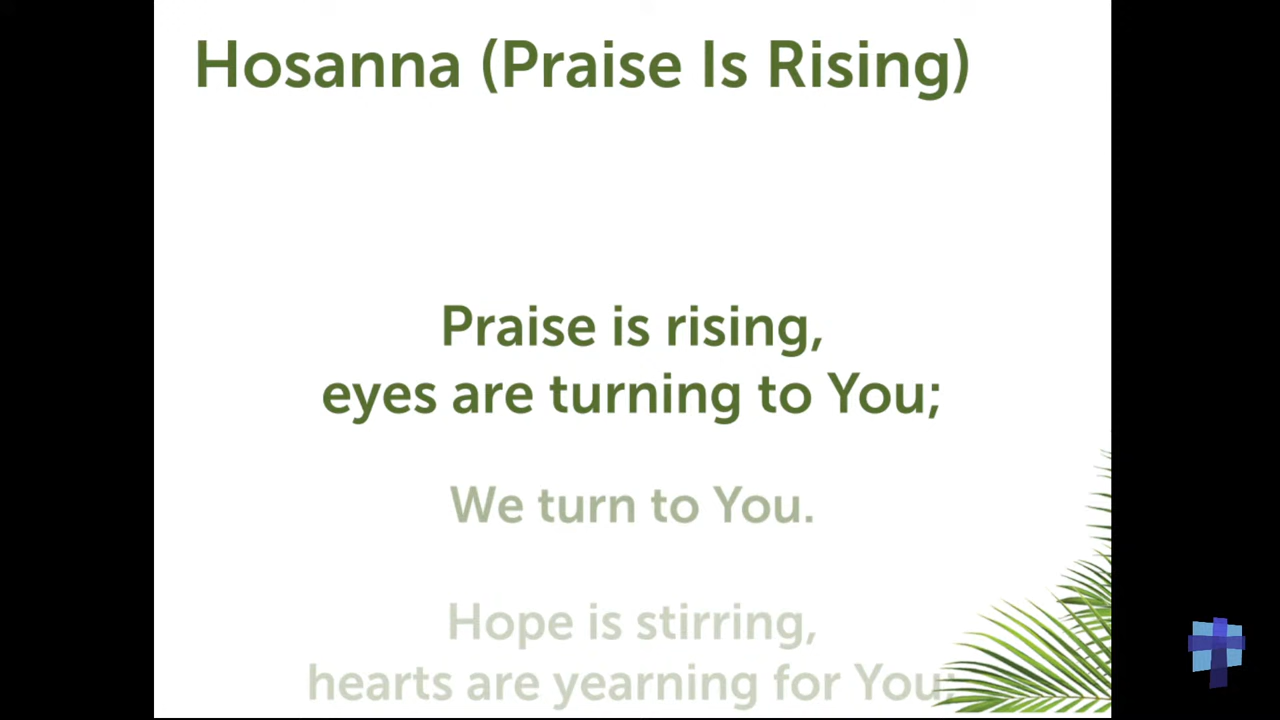 Hosanna (Praise Is Rising)
Praise is rising,
eyes are turning to You;
We turn to You.
Hope is stirring,
hearts are yearning for You;